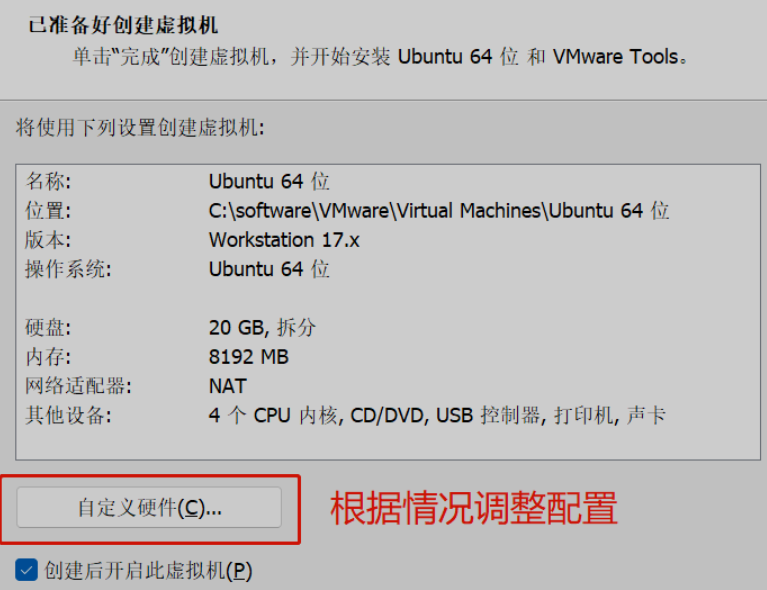 已准备好创建虚拟机
单击“完成”创建虚拟机，并开始安装 Ubuntu 64 位 和 VMware Tools。
将使用下列设置创建虚拟机:
名称: Ubuntu 64 位
位置: C:\software\VMware\Virtual Machines\Ubuntu 64 位
版本: Workstation 17.x
操作系统: Ubuntu 64 位
硬盘: 20 GB, 拆分
内存: 8192 MB
网络适配器: NAT
其他设备: 4 个 CPU 内核, CD/DVD, USB 控制器, 打印机, 声卡
自定义硬件(C)... 根据情况调整配置
创建后开启此虚拟机(P)